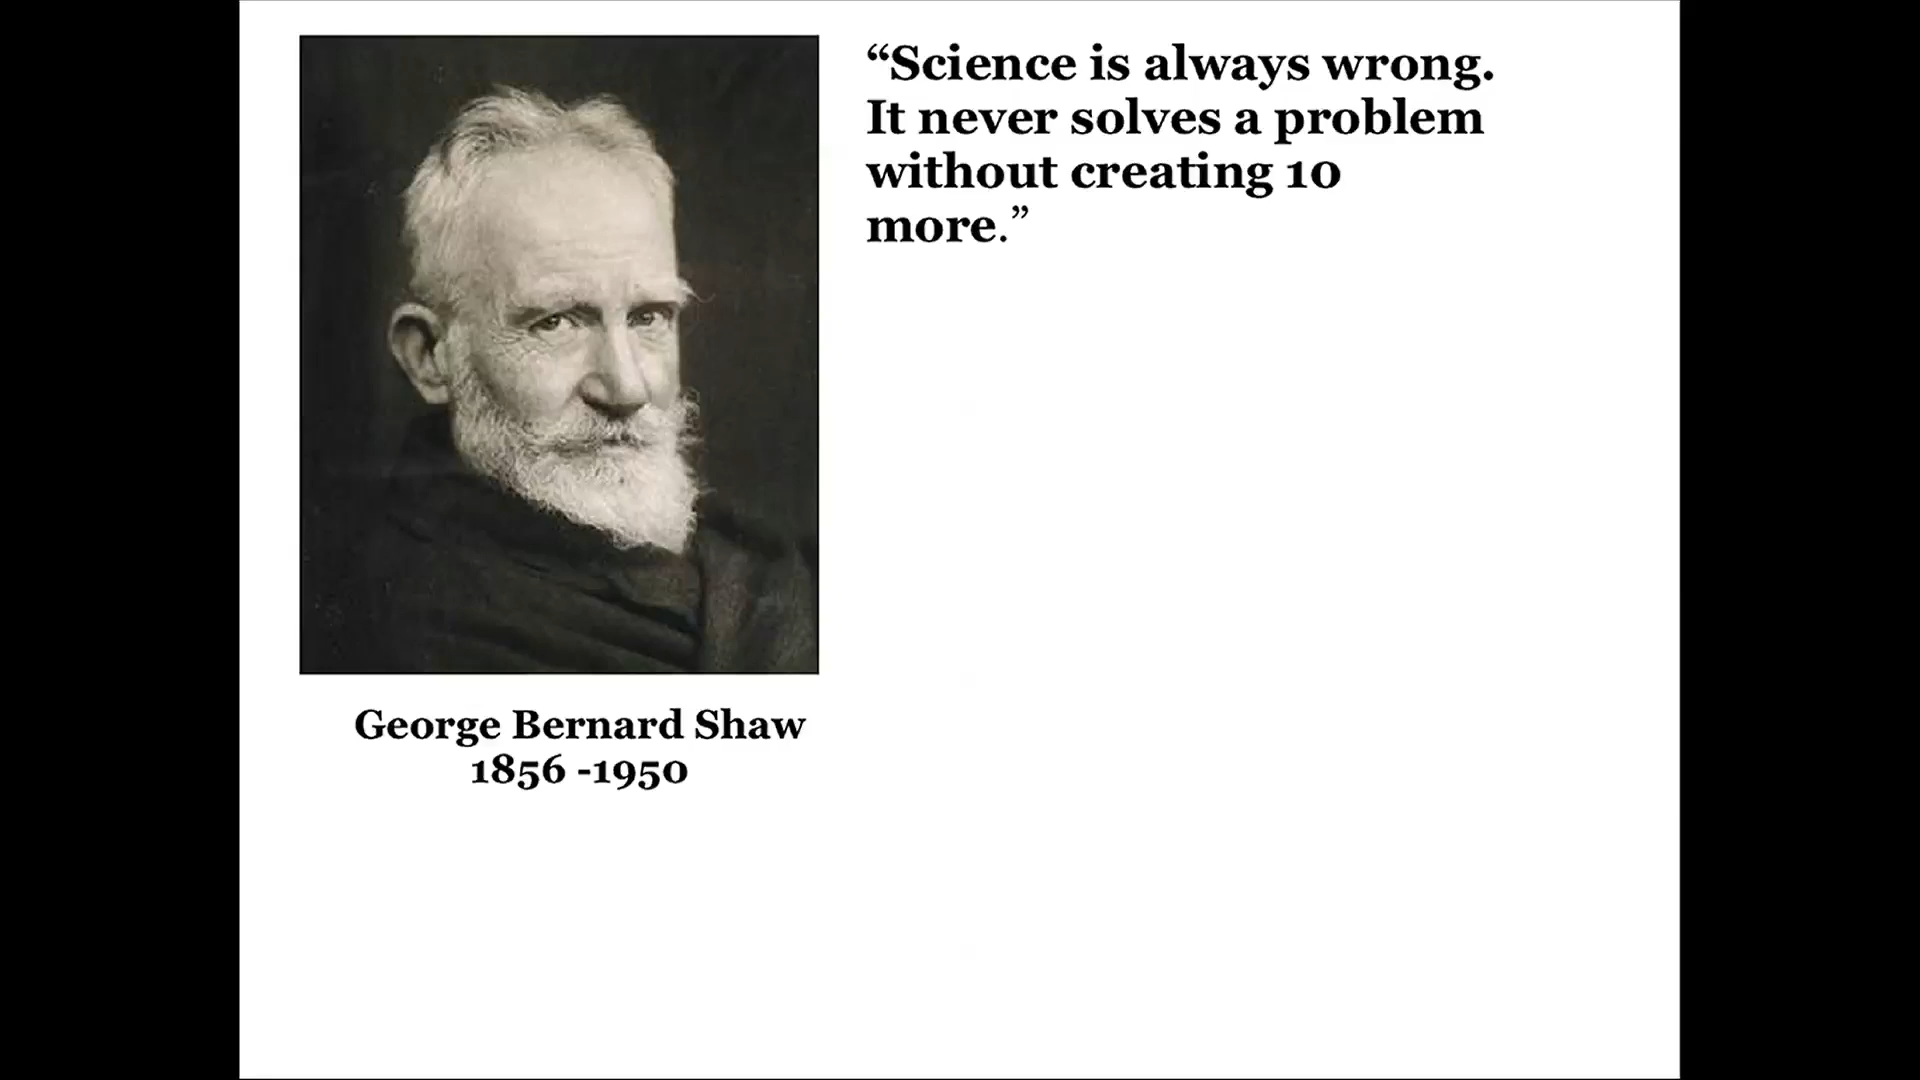 “Science is always wrong.
It never solves a problem
without creating 10
more.”
George Bernard Shaw
1856 -1950